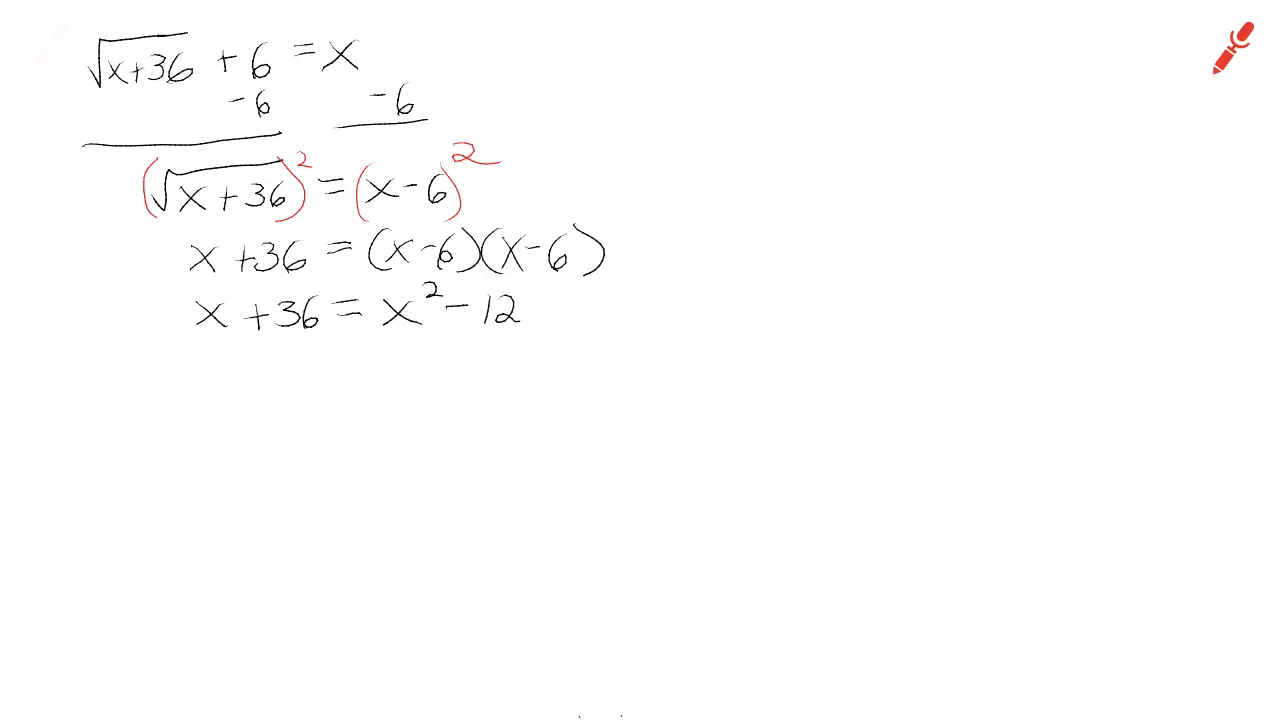 √x+36 + 6 = x
-6 -6
(√x+36)² = (x-6)²
x+36 = (x-6)(x-6)
x+36 = x²-12